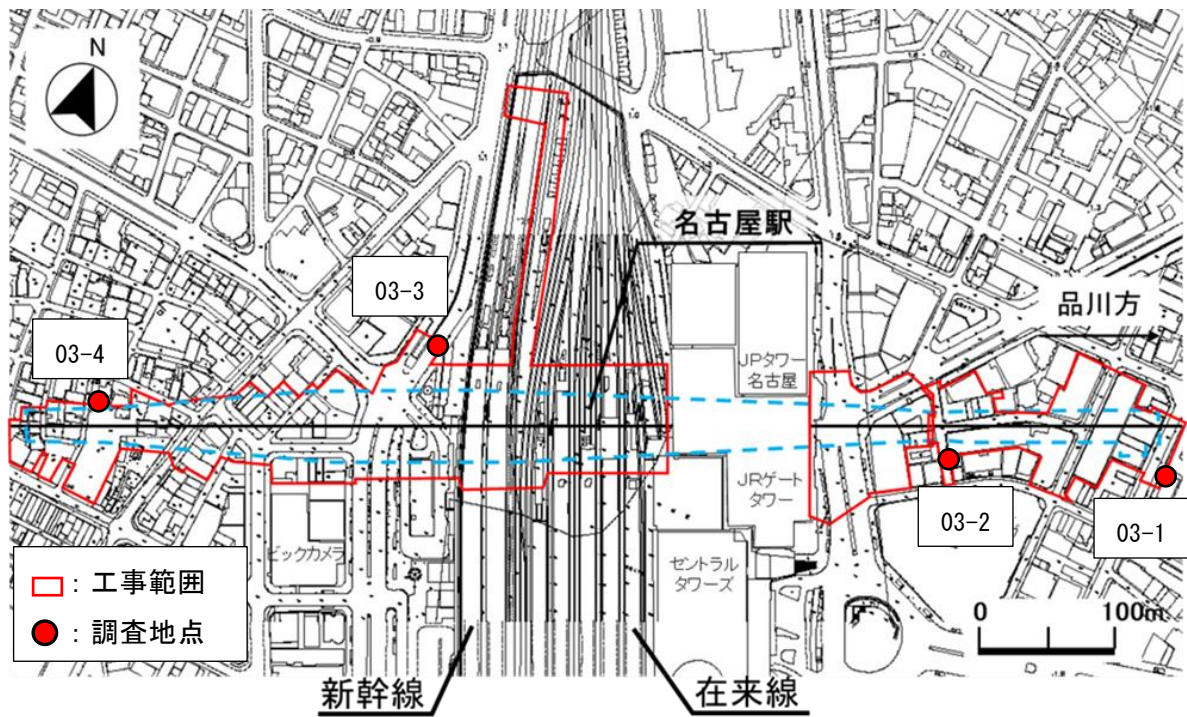 N
名古屋駅
03-3
品川方
03-4
JPタワー
名古屋
JRゲート
タワー
03-2
03-1
ビックカメラ
セントラル
タワーズ
：工事範囲
：調査地点
0 100m
新幹線
在来線